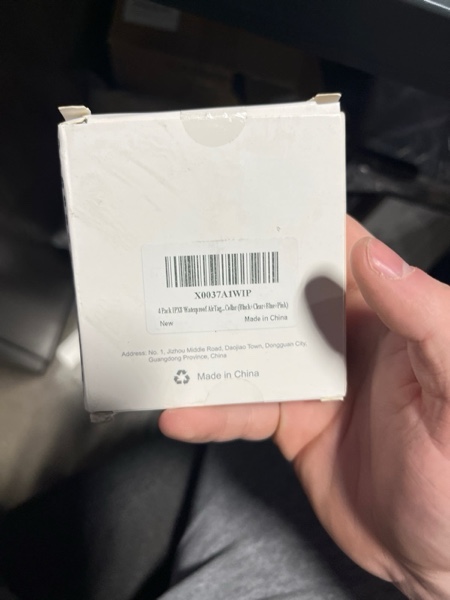 X0037A1WIP
4 Pack IPX8 Waterproof AirTag...Collar (Black+Clear+Blue+Pink)
New Made in China
Address: No. 1, Jizhou Middle Road, Daojiao Town, Dongguan City,
Guangdong Province, China
Made in China